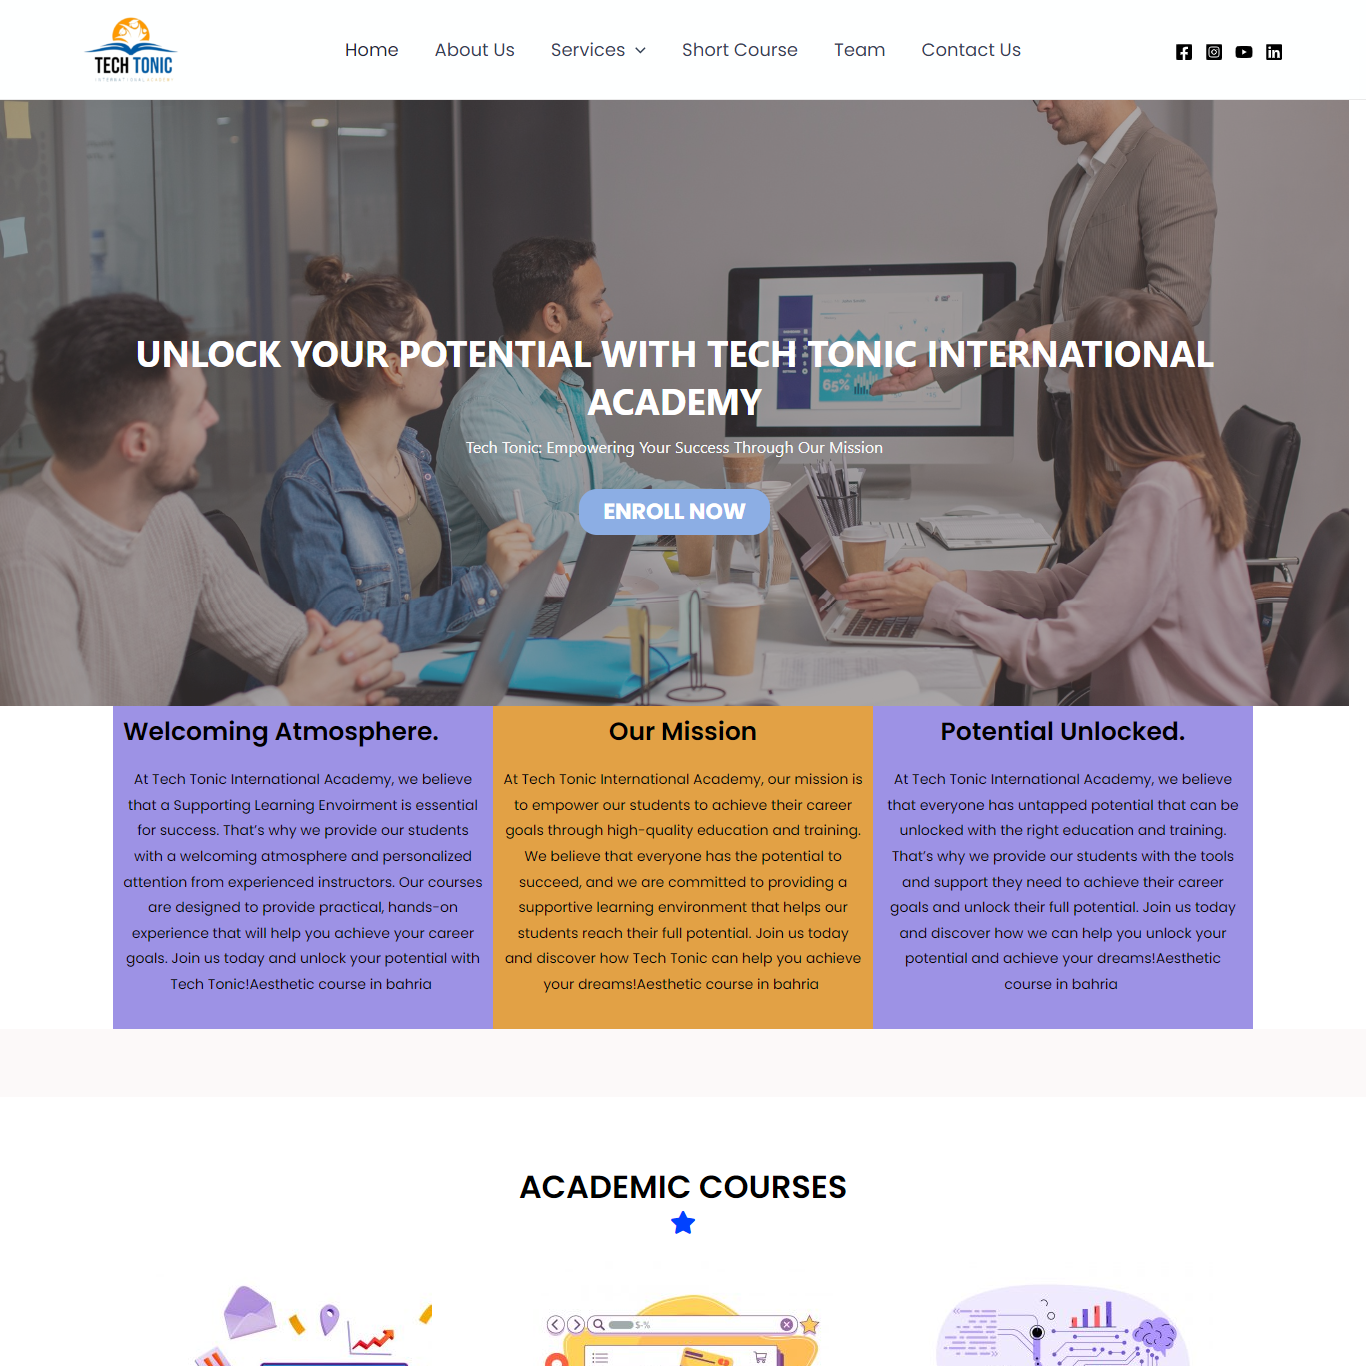 TECH TONIC
INTERNATIONAL ACADEMY
Home
About Us
Services
Short Course
Team
Contact Us
UNLOCK YOUR POTENTIAL WITH TECH TONIC INTERNATIONAL
ACADEMY
Tech Tonic: Empowering Your Success Through Our Mission
ENROLL NOW
65%
Welcoming Atmosphere.
At Tech Tonic International Academy, we believe
that a Supporting Learning Envoirment is essential
for success. That’s why we provide our students
with a welcoming atmosphere and personalized
attention from experienced instructors. Our courses
are designed to provide practical, hands-on
experience that will help you achieve your career
goals. Join us today and unlock your potential with
Tech Tonic!Aesthetic course in bahria
Our Mission
At Tech Tonic International Academy, our mission is
to empower our students to achieve their career
goals through high-quality education and training.
We believe that everyone has the potential to
succeed, and we are committed to providing a
supportive learning environment that helps our
students reach their full potential. Join us today
and discover how Tech Tonic can help you achieve
your dreams!Aesthetic course in bahria
Potential Unlocked.
At Tech Tonic International Academy, we believe
that everyone has untapped potential that can be
unlocked with the right education and training.
That’s why we provide our students with the tools
and support they need to achieve their career
goals and unlock their full potential. Join us today
and discover how we can help you unlock your
potential and achieve your dreams!Aesthetic
course in bahria
ACADEMIC COURSES
$-%